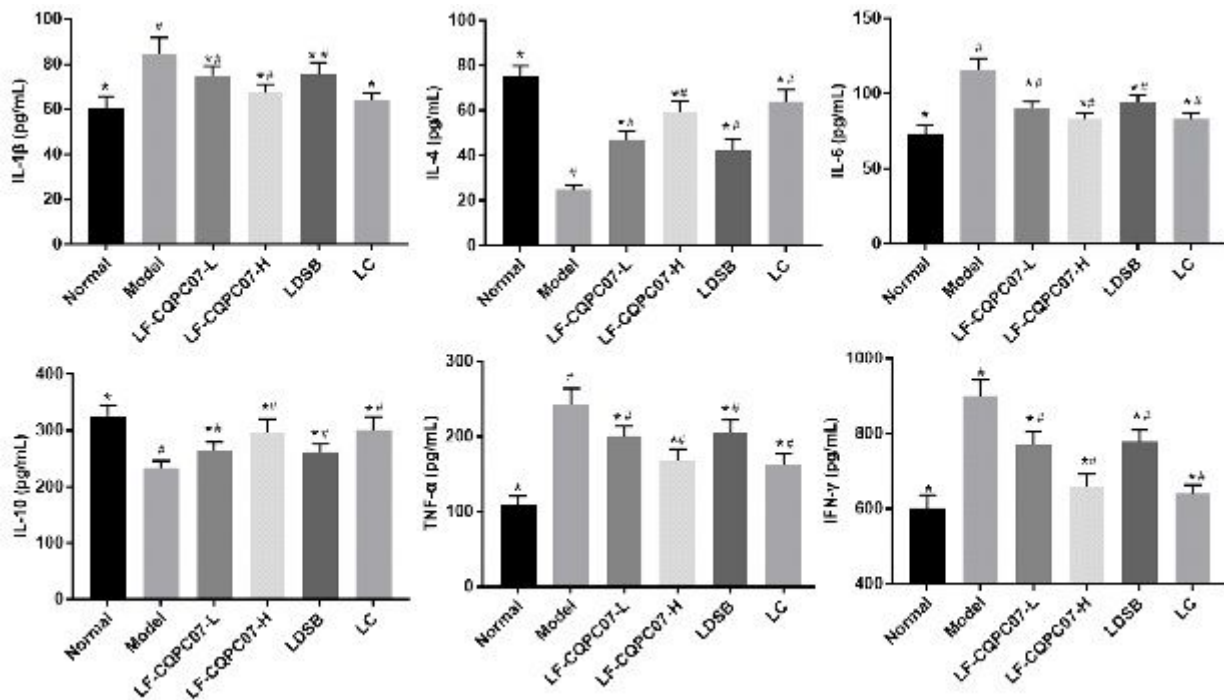 IL-1β (pg/mL)
100
80
60
40
20
0
*
#
*#
*#
*#
*
Normal
Model
LF-CQPC07-L
LF-CQPC07-H
LDSB
LC
IL-4 (pg/mL)
100
80
60
40
20
0
*
#
*#
*#
*#
*#
Normal
Model
LF-CQPC07-L
LF-CQPC07-H
LDSB
LC
IL-6 (pg/mL)
150
100
50
0
*
#
*#
*#
*#
*#
Normal
Model
LF-CQPC07-L
LF-CQPC07-H
LDSB
LC
IL-10 (pg/mL)
400
300
200
100
0
*
#
*#
*#
*#
*#
Normal
Model
LF-CQPC07-L
LF-CQPC07-H
LDSB
LC
TNF-α (pg/mL)
300
200
100
0
*
#
*#
*#
*#
*#
Normal
Model
LF-CQPC07-L
LF-CQPC07-H
LDSB
LC
IFN-γ (pg/mL)
1000
800
600
400
*
*#
*#
*#
*#
Normal
Model
LF-CQPC07-L
LF-CQPC07-H
LDSB
LC